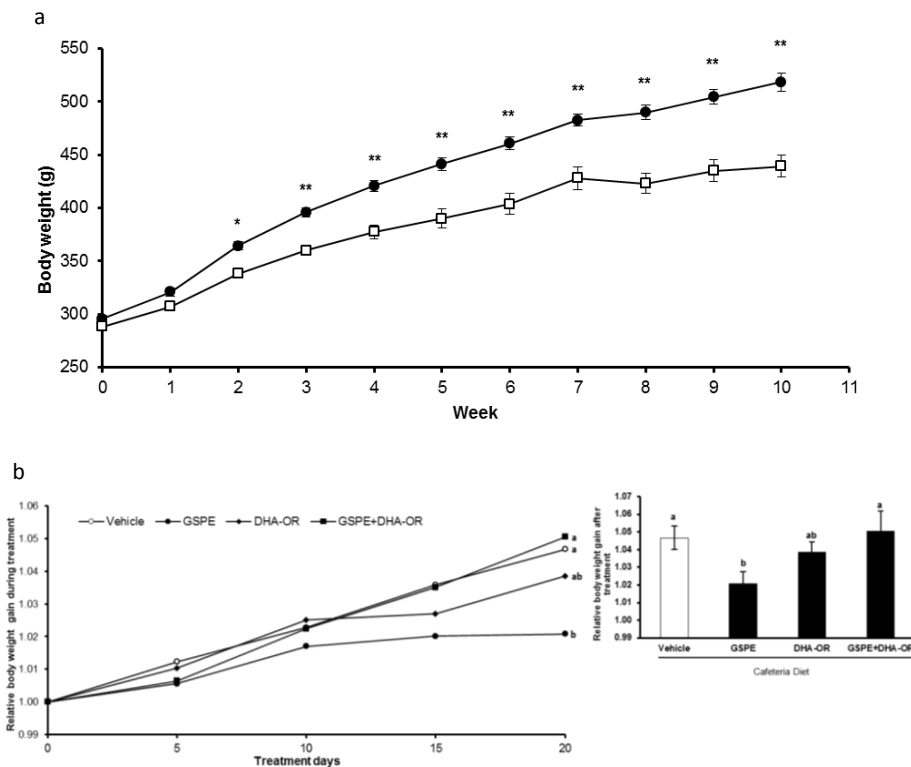 a
550
500
450
400
350
300
250
Body weight (g)
*
**
**
**
**
**
**
**
**
0 1 2 3 4 5 6 7 8 9 10 11
Week
b
Relative body weight gain during treatment
1.06
1.05
1.04
1.03
1.02
1.01
1.00
0.99
Vehicle GSPE DHA-OR GSPE+DHA-OR
a
a
ab
b
0 5 10 15 20
Treatment days
Relative body weight gain after
treatment
1.07
1.06
1.05
1.04
1.03
1.02
1.01
1.00
0.99
a
b
ab
a
Vehicle GSPE DHA-OR GSPE+DHA-OR
Cafeteria Diet